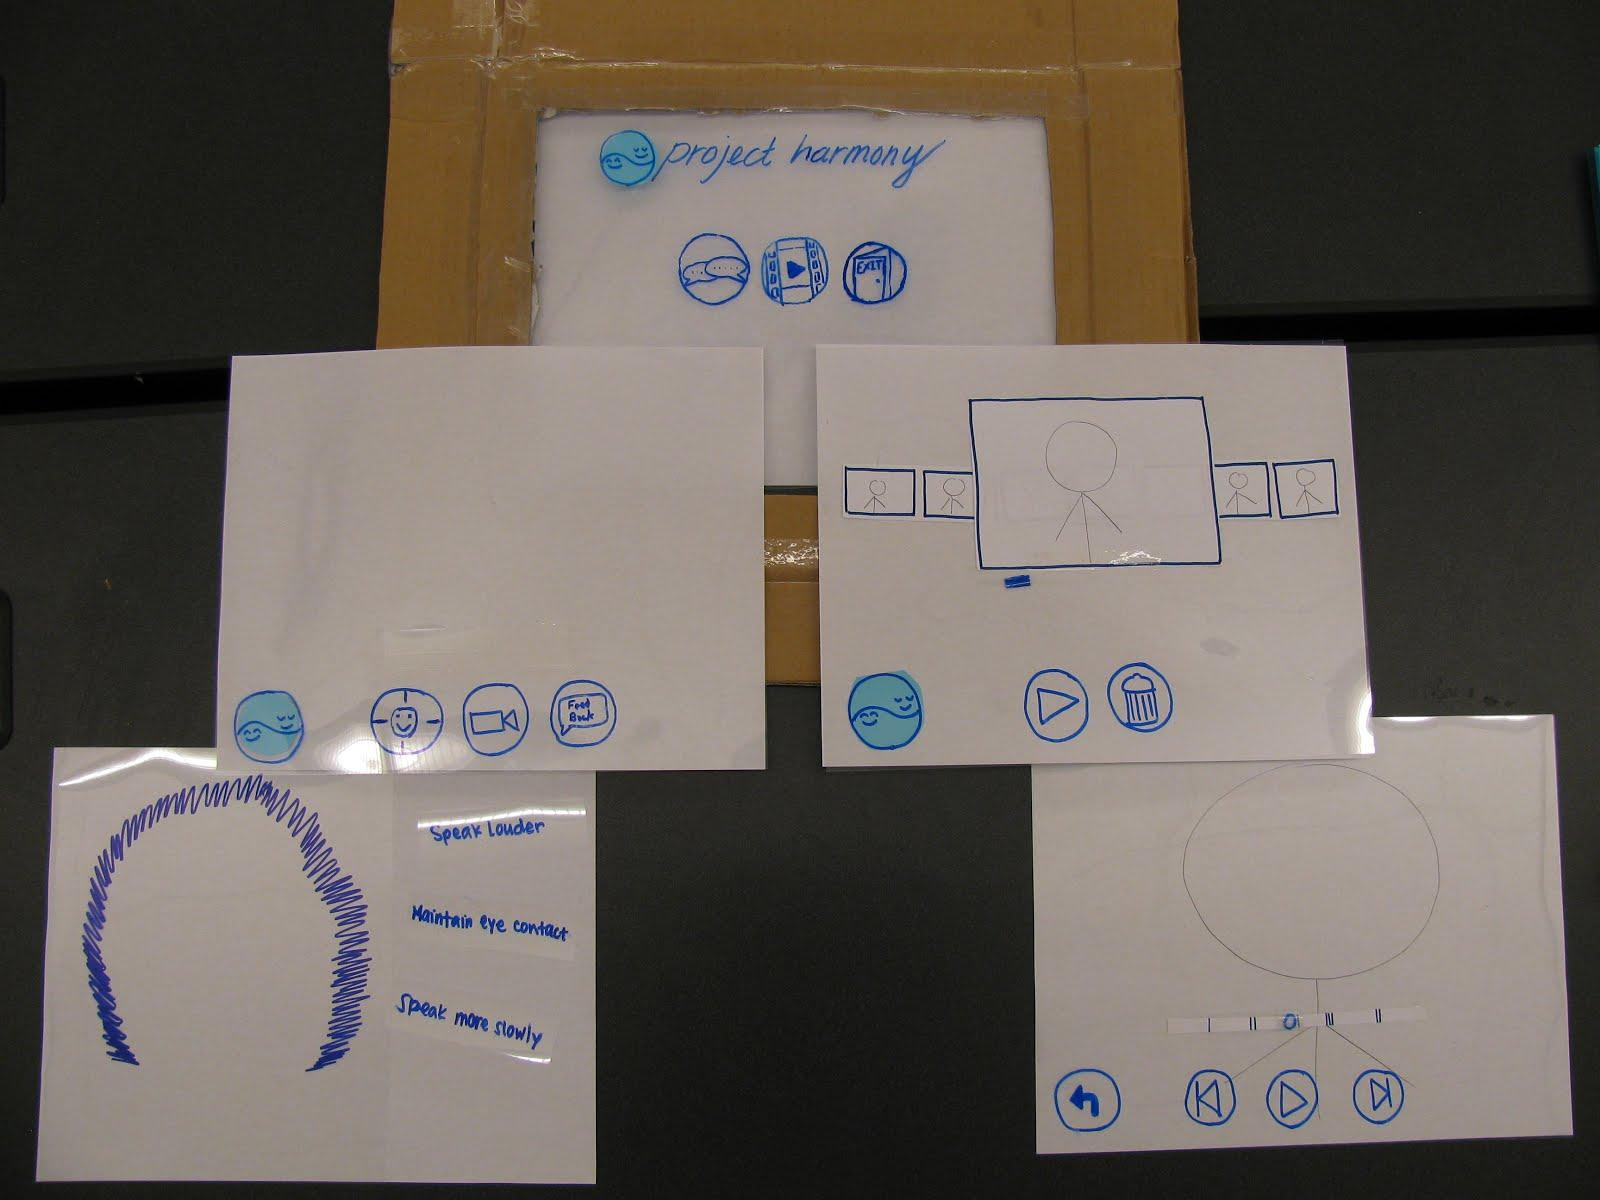 project harmony
EXIT
Feed
Back
Speak Louder
Maintain eye contact
Speak more slowly